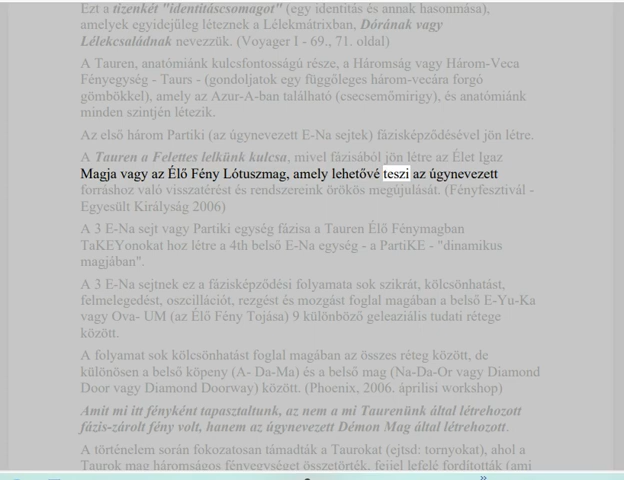 Ezt a tizenkét "identitáscsomagot" (egy identitás és annak hasonmása),
amelyek egyidejűleg léteznek a Lélekmátrixban, Dórának vagy
Lélekcsaládnak nevezzük. (Voyager I - 69., 71. oldal)
A Tauren, anatómiánk kulcsfontosságú része, a Háromság vagy Három-Veca
Fényegység - Taurs - (gondoljatok egy függőleges három-vecára forgó
gömbökkel), amely az Azur-A-ban található (csecsemőmirigy), és anatómiánk
minden szintjén létezik.
Az első három Partiki (az úgynevezett E-Na sejtek) fázisképződésével jön létre.
A Tauren a Felettes lelkünk kulcsa, mivel fázisából jön létre az Élet Igaz
Magja vagy az Élő Fény Lótuszmag, amely lehetővé teszi az úgynevezett
forráshoz való visszatérést és rendszereink örökös megújulását. (Fényfesztivál -
Egyesült Királyság 2006)
A 3 E-Na sejt vagy Partiki egység fázisa a Tauren Élő Fénymagban
TaKEYonokat hoz létre a 4th belső E-Na egység - a PartiKE - "dinamikus
magjában".
A 3 E-Na sejtnek ez a fázisképződési folyamata sok szikrát, kölcsönhatást,
felmelegedést, oszcillációt, rezgést és mozgást foglal magában a belső E-Yu-Ka
vagy Ova- UM (az Élő Fény Tojása) 9 különböző geleaziális tudati rétege
között.
A folyamat sok kölcsönhatást foglal magában az összes réteg között, de
különösen a belső köpeny (A- Da-Ma) és a belső mag (Na-Da-Or vagy Diamond
Door vagy Diamond Doorway) között. (Phoenix, 2006. áprilisi workshop)
Amit mi itt fényként tapasztaltunk, az nem a mi Taurenünk által létrehozott
fázis-zárolt fény volt, hanem az úgynevezett Démon Mag által létrehozott.
A történelem során fokozatosan támadták a Taurokat (ejtsd: tornyokat), ahol a
Taurok mag háromságos fényegységet összetörték, fejjel lefelé fordították (ami